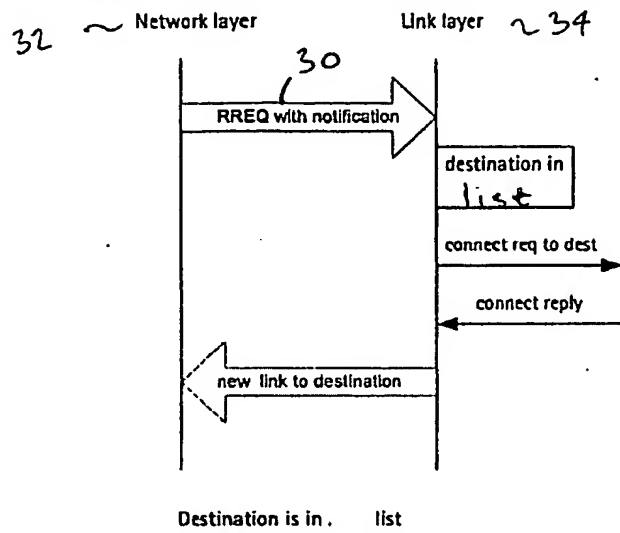 32 ~ Network layer Link layer ~ 34
30
RREQ with notification
destination in
list
connect req to dest
connect reply
new link to destination
Destination is in . list